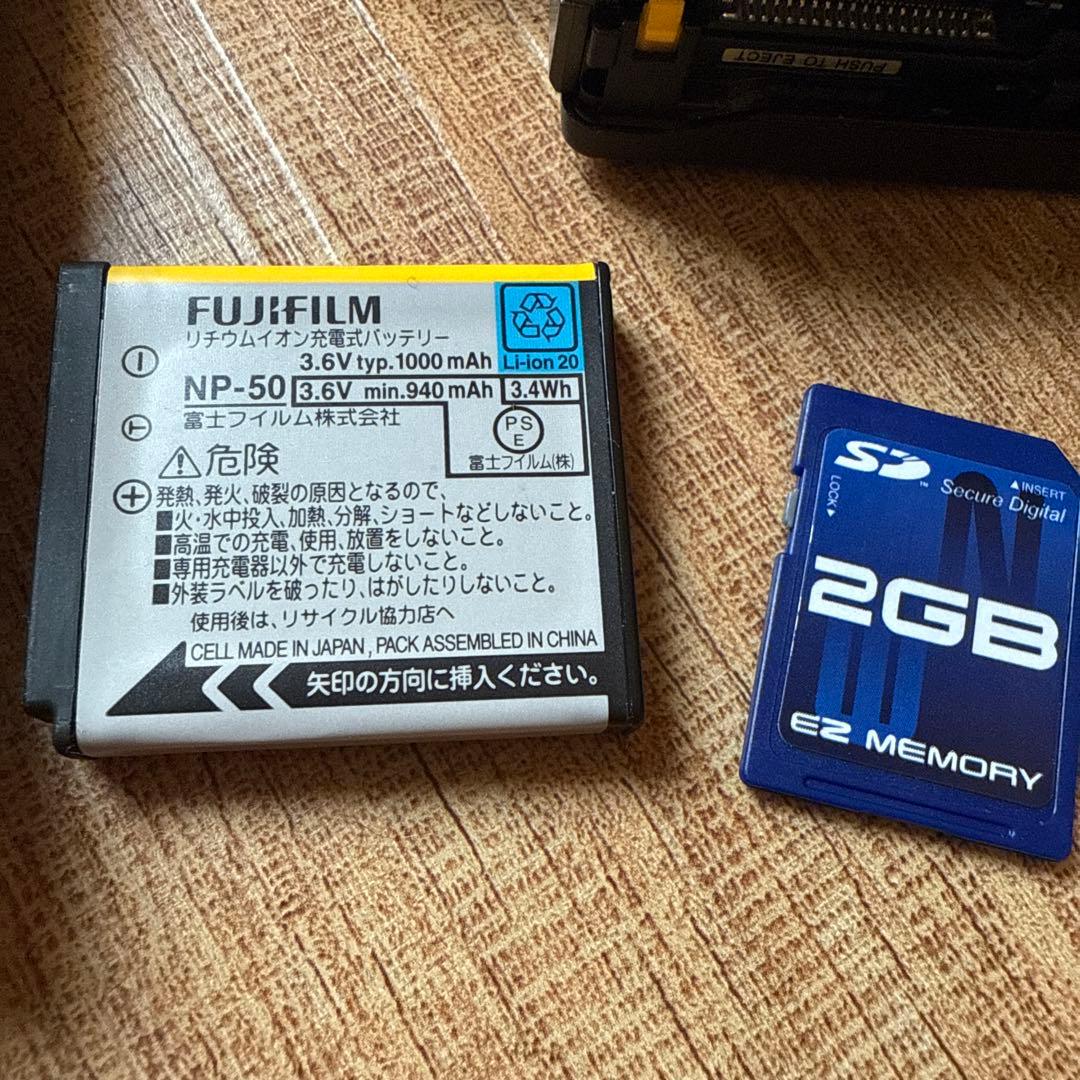 PUSH TO EJECT
FUJIFILM
リチウムイオン充電式バッテリー
3.6V typ.1000 mAh
Li-ion 20
NP-50 3.6V min.940 mAh 3.4Wh
富士フイルム株式会社
PS
E
富士フイルム(株)
危険
発熱、発火、破裂の原因となるので、
■火・水中投入、加熱、分解、ショートなどしないこと。
■高温での充電、使用、放置をしないこと。
■専用充電器以外で充電しないこと。
■外装ラベルを破ったり、はがしたりしないこと。
使用後は、リサイクル協力店へ
CELL MADE IN JAPAN , PACK ASSEMBLED IN CHINA
矢印の方向に挿入ください。
SD
™
▲INSERT
LOCK
Secure Digital
2GB
EZ MEMORY